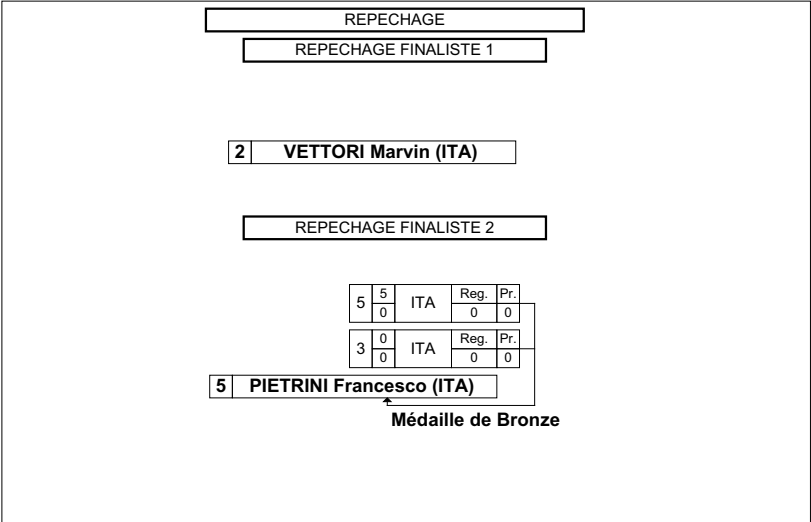 REPECHAGE
REPECHAGE FINALISTE 1
2 VETTORI Marvin (ITA)
REPECHAGE FINALISTE 2
5 5 ITA Reg. Pr.
0 0 0
3 0 ITA Reg. Pr.
0 0 0
5 PIETRINI Francesco (ITA)
Médaille de Bronze